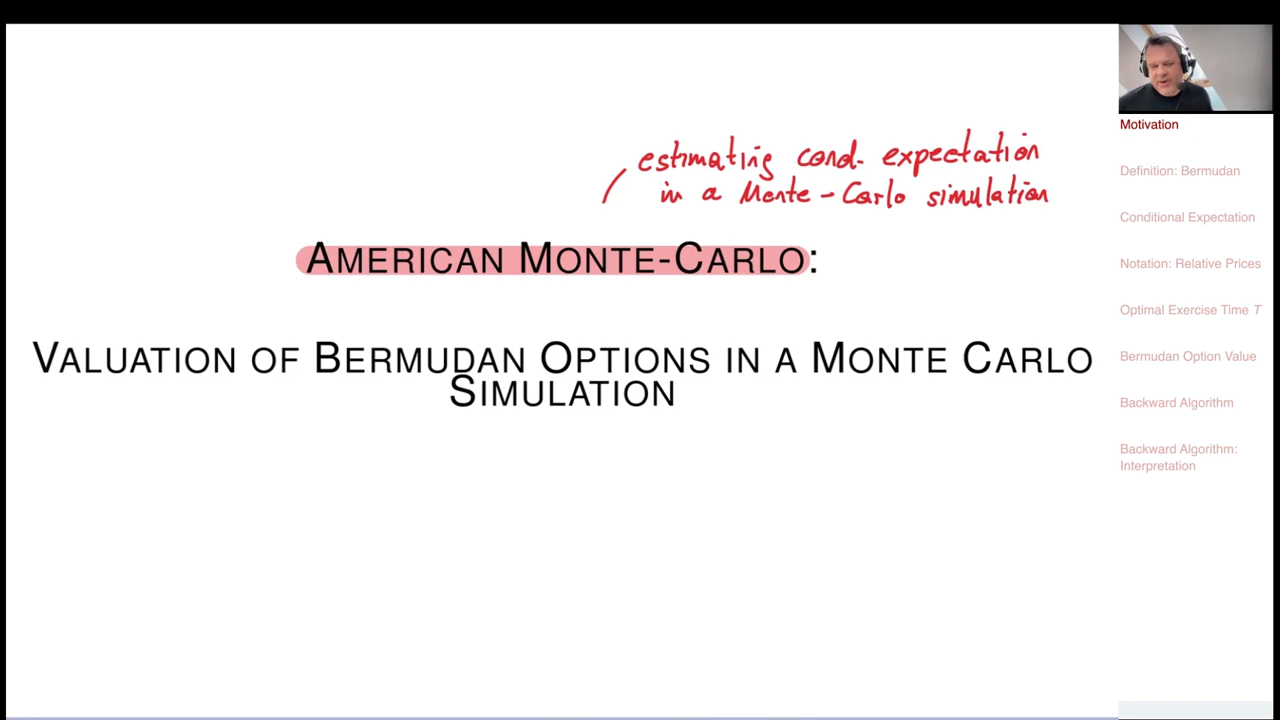 estimating cond. expectation
in a Monte-Carlo simulation
AMERICAN MONTE-CARLO:
VALUATION OF BERMUDAN OPTIONS IN A MONTE CARLO
SIMULATION
Motivation
Definition: Bermudan
Conditional Expectation
Notation: Relative Prices
Optimal Exercise Time T
Bermudan Option Value
Backward Algorithm
Backward Algorithm:
Interpretation